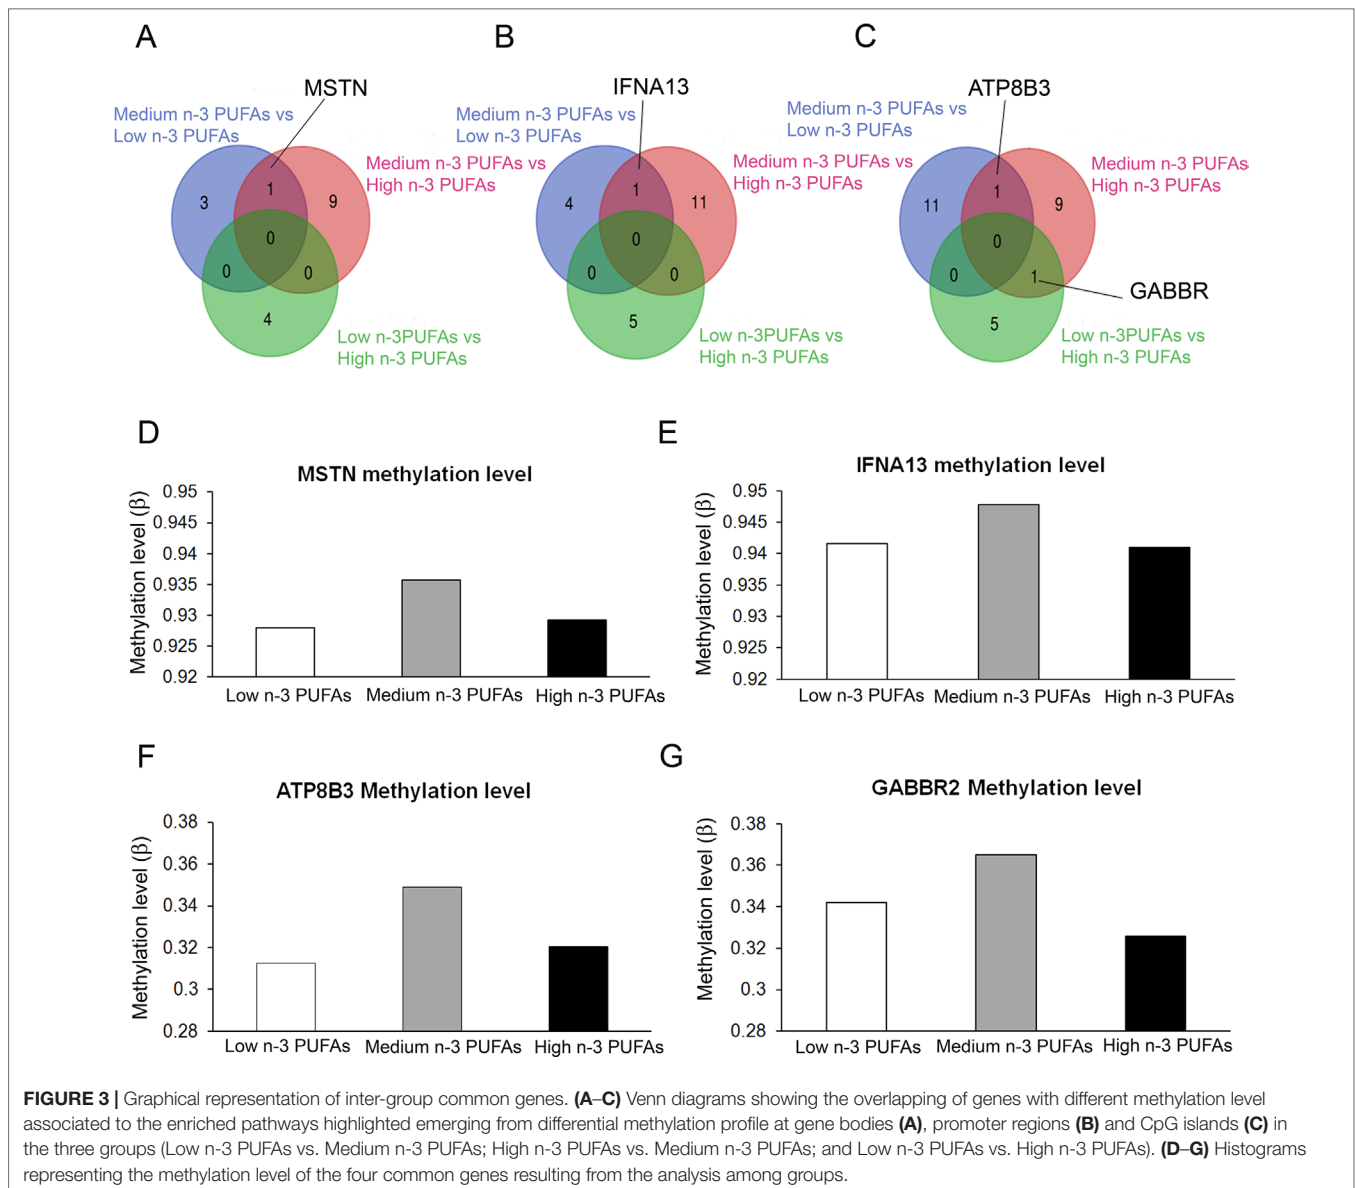 A
B
C
MSTN
IFNA13
ATP8B3
Medium n-3 PUFAs vs
Low n-3 PUFAs
Medium n-3 PUFAs vs
High n-3 PUFAs
3
1
9
0
0
0
4
Low n-3PUFAs vs
High n-3 PUFAs
Medium n-3 PUFAs vs
Low n-3 PUFAs
Medium n-3 PUFAs vs
High n-3 PUFAs
4
1
11
0
0
0
5
Low n-3 PUFAs vs
High n-3 PUFAs
Medium n-3 PUFAs vs
Low n-3 PUFAs
Medium n-3 PUFAs
High n-3 PUFAs
11
1
9
0
0
1
GABBR
5
Low n-3PUFAs vs
High n-3 PUFAs
D
MSTN methylation level
Methylation level (β)
0.95
0.945
0.94
0.935
0.93
0.925
0.92
Low n-3 PUFAs
Medium n-3 PUFAs
High n-3 PUFAs
E
IFNA13 methylation level
Methylation level (β)
0.95
0.945
0.94
0.935
0.93
0.925
0.92
Low n-3 PUFAs
Medium n-3 PUFAs
High n-3 PUFAs
F
ATP8B3 Methylation level
Methylation level (β)
0.38
0.36
0.34
0.32
0.3
0.28
Low n-3 PUFAs
Medium n-3 PUFAs
High n-3 PUFAs
G
GABBR2 Methylation level
Methylation level (β)
0.38
0.36
0.34
0.32
0.3
0.28
Low n-3 PUFAs
Medium n-3 PUFAs
High n-3 PUFAs
FIGURE 3 | Graphical representation of inter-group common genes. (A–C) Venn diagrams showing the overlapping of genes with different methylation level
associated to the enriched pathways highlighted emerging from differential methylation profile at gene bodies (A), promoter regions (B) and CpG islands (C) in
the three groups (Low n-3 PUFAs vs. Medium n-3 PUFAs; High n-3 PUFAs vs. Medium n-3 PUFAs; and Low n-3 PUFAs vs. High n-3 PUFAs). (D–G) Histograms
representing the methylation level of the four common genes resulting from the analysis among groups.